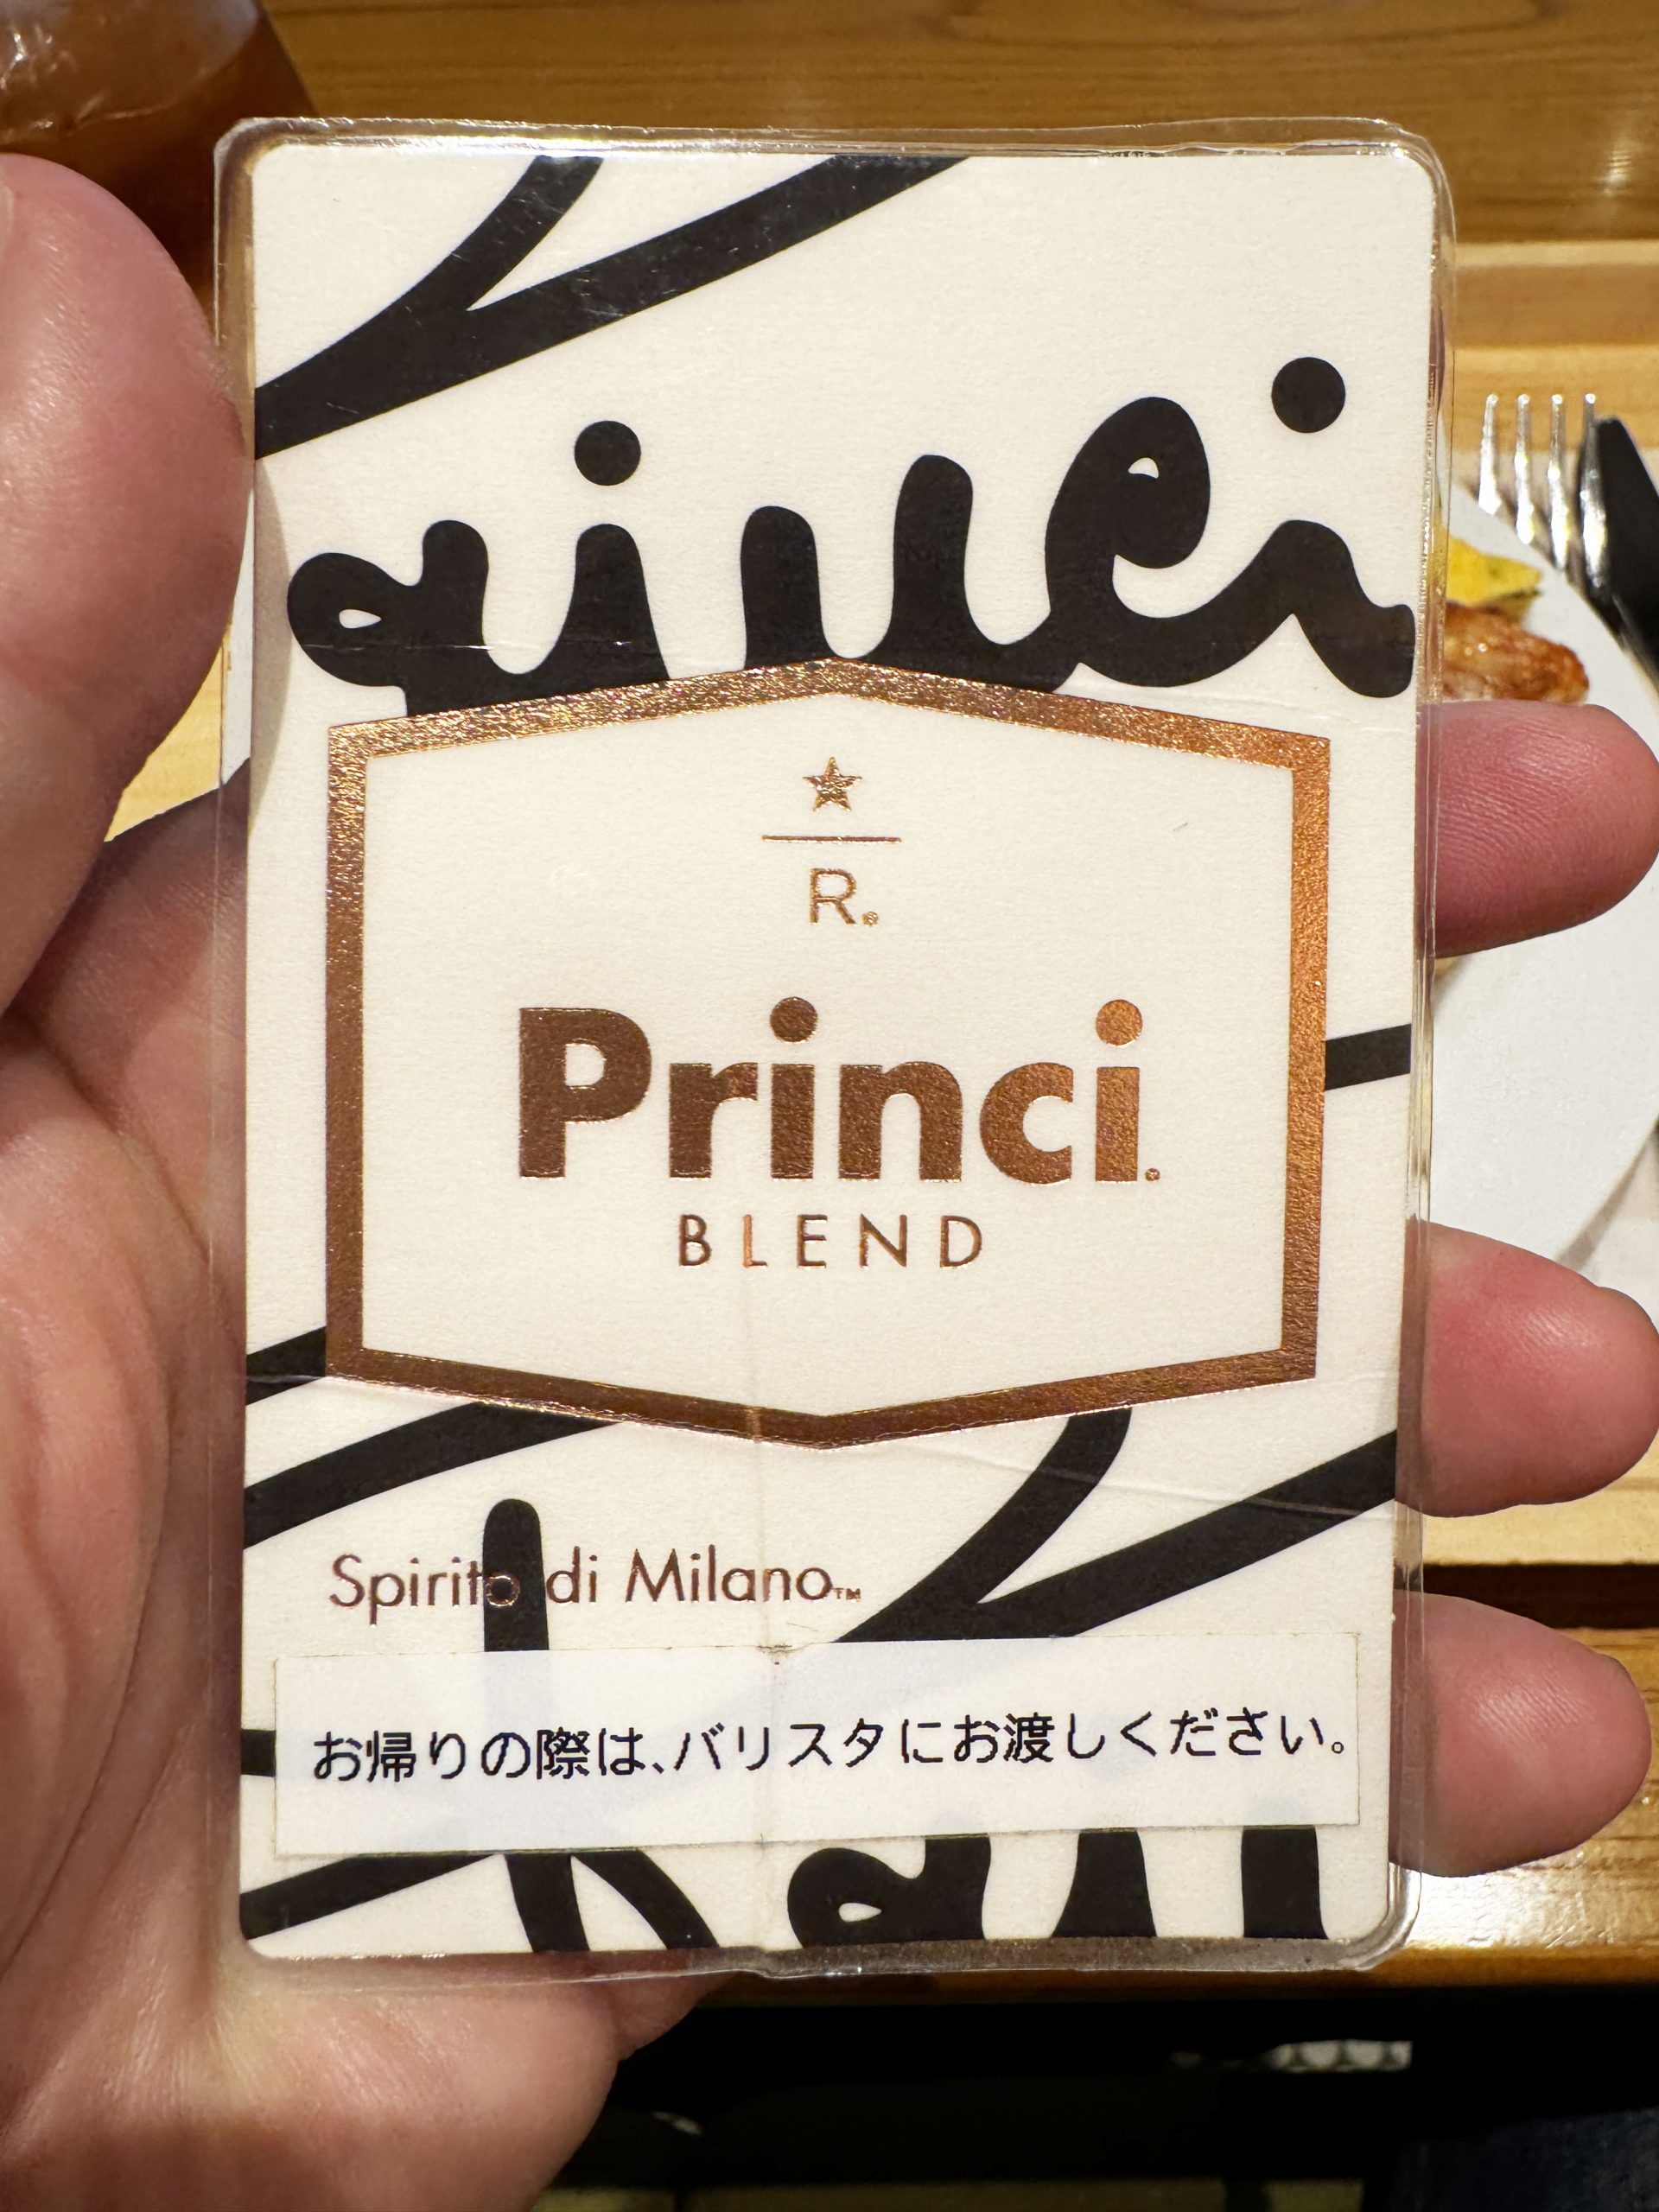 R.
Princi.
BLEND
Spirito di Milano™
お帰りの際は、バリスタにお渡しください。